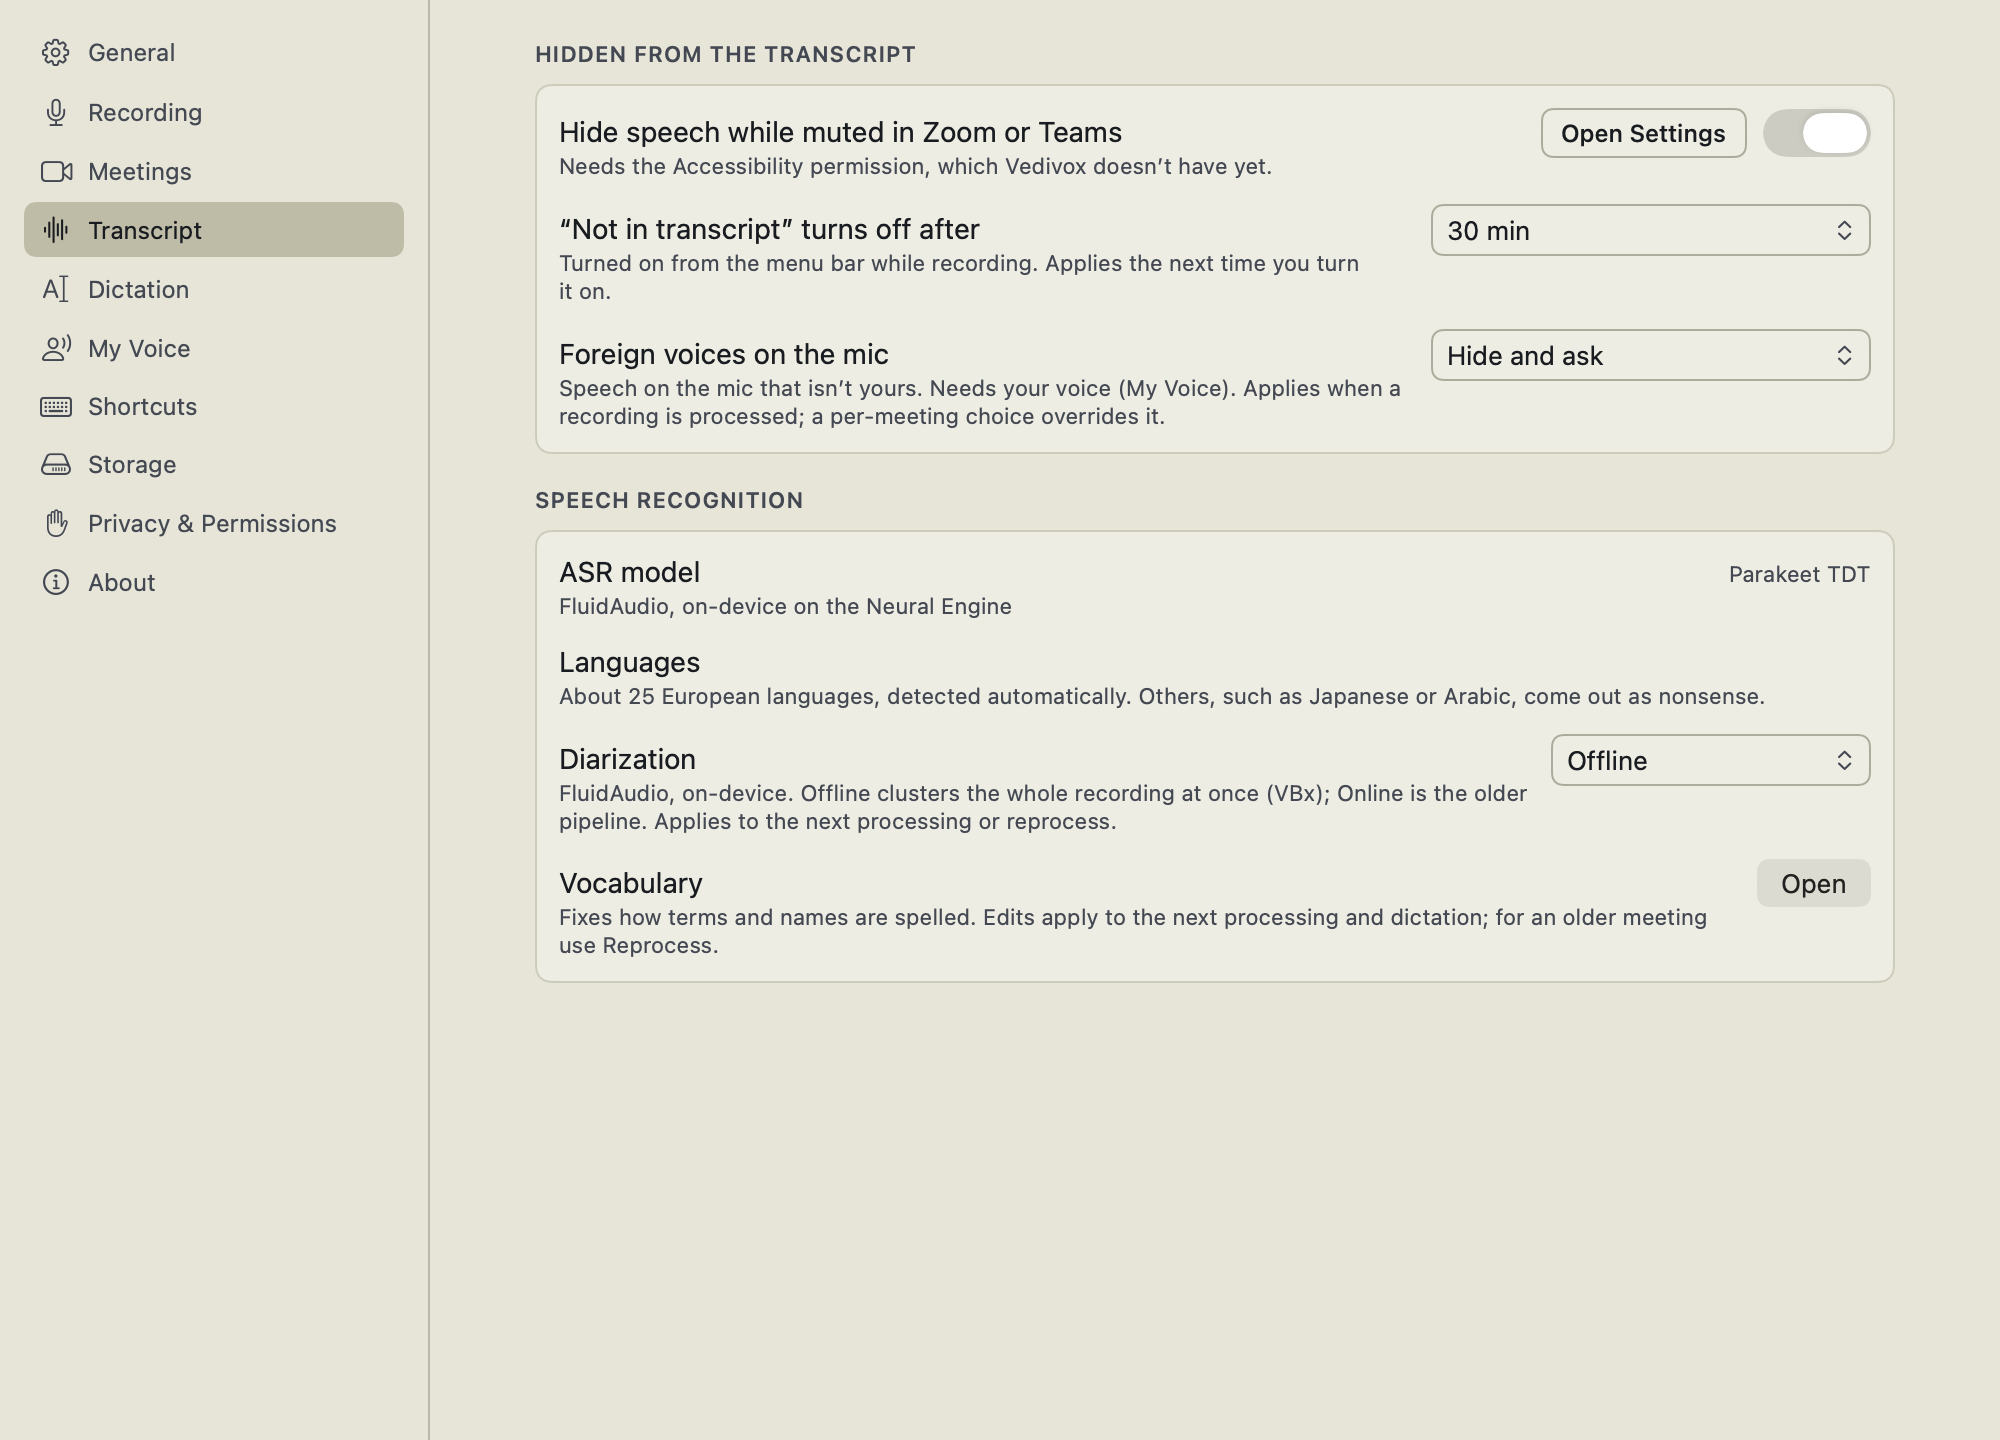 General
Recording
Meetings
Transcript
Dictation
My Voice
Shortcuts
Storage
Privacy & Permissions
About
HIDDEN FROM THE TRANSCRIPT
Hide speech while muted in Zoom or Teams
Open Settings
Needs the Accessibility permission, which Vedivox doesn’t have yet.
“Not in transcript” turns off after
30 min
Turned on from the menu bar while recording. Applies the next time you turn
it on.
Foreign voices on the mic
Hide and ask
Speech on the mic that isn’t yours. Needs your voice (My Voice). Applies when a
recording is processed; a per-meeting choice overrides it.
SPEECH RECOGNITION
ASR model
Parakeet TDT
FluidAudio, on-device on the Neural Engine
Languages
About 25 European languages, detected automatically. Others, such as Japanese or Arabic, come out as nonsense.
Diarization
Offline
FluidAudio, on-device. Offline clusters the whole recording at once (VBx); Online is the older
pipeline. Applies to the next processing or reprocess.
Vocabulary
Open
Fixes how terms and names are spelled. Edits apply to the next processing and dictation; for an older meeting
use Reprocess.